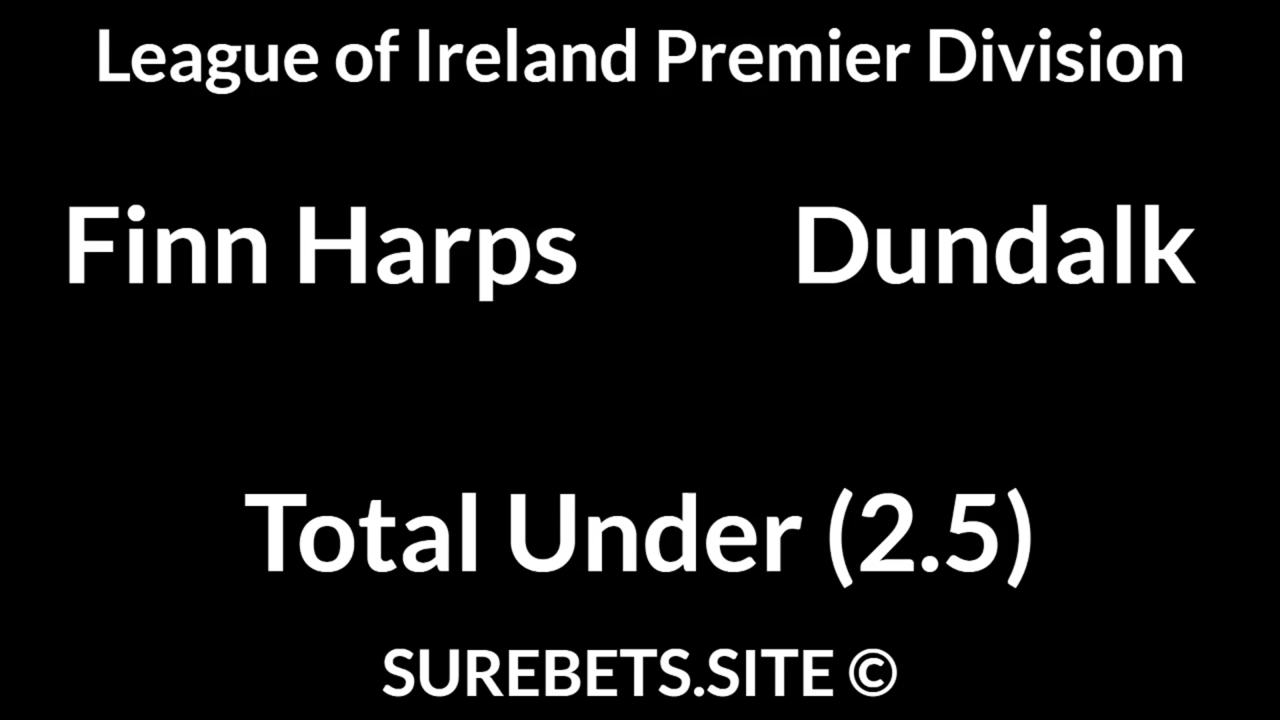 League of Ireland Premier Division
Finn Harps Dundalk
Total Under (2.5)
SUREBETS.SITE ©